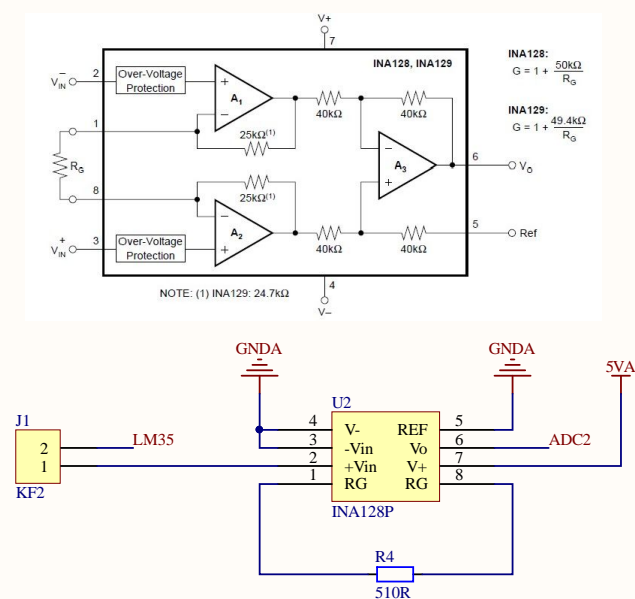 V+
7
INA128, INA129
INA128:
G = 1 + 50kΩ / RG
INA129:
G = 1 + 49.4kΩ / RG
V−IN
2
Over-Voltage
Protection
+
−
A1
40kΩ
40kΩ
1
25kΩ(1)
RG
−
+
A3
6
VO
8
25kΩ(1)
−
+
A2
V+IN
3
Over-Voltage
Protection
40kΩ
40kΩ
5
Ref
4
V−
NOTE: (1) INA129: 24.7kΩ
GNDA
GNDA
5VA
J1
2
1
KF2
LM35
U2
4 V- REF 5
3 -Vin Vo 6
2 +Vin V+ 7
1 RG RG 8
INA128P
ADC2
R4
510R